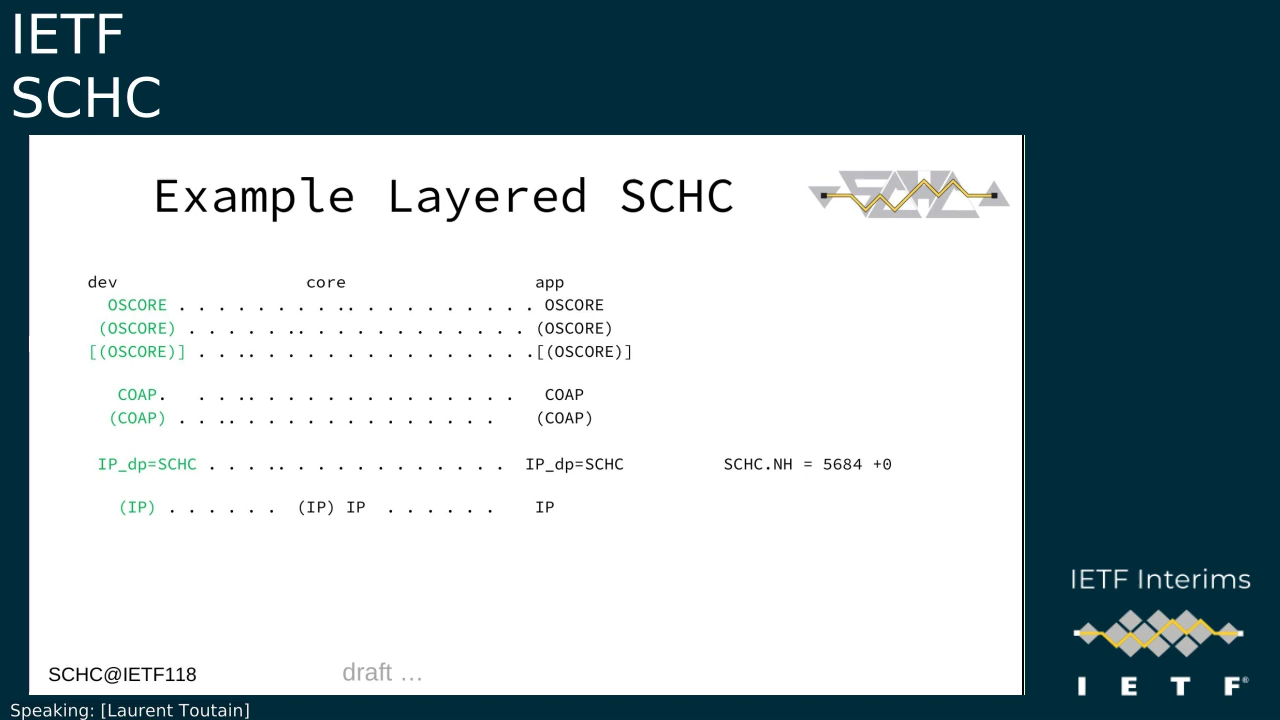 IETF
SCHC
Example Layered SCHC
SCHC
dev core app
OSCORE . . . . . . . . .. . . . . . . . . . OSCORE
(OSCORE) . . . . . .. . . . . . . . . . . . (OSCORE)
[(OSCORE)] . . .. . . . . . . . . . . . . .[(OSCORE)]
COAP. . . .. . . . . . . . . . . . . COAP
(COAP) . . .. . . . . . . . . . . . . (COAP)
IP_dp=SCHC . . . .. . . . . . . . . . . . IP_dp=SCHC SCHC.NH = 5684 +0
(IP) . . . . . . (IP) IP . . . . . . IP
SCHC@IETF118
draft …
IETF Interims
I E T F®
Speaking: [Laurent Toutain]